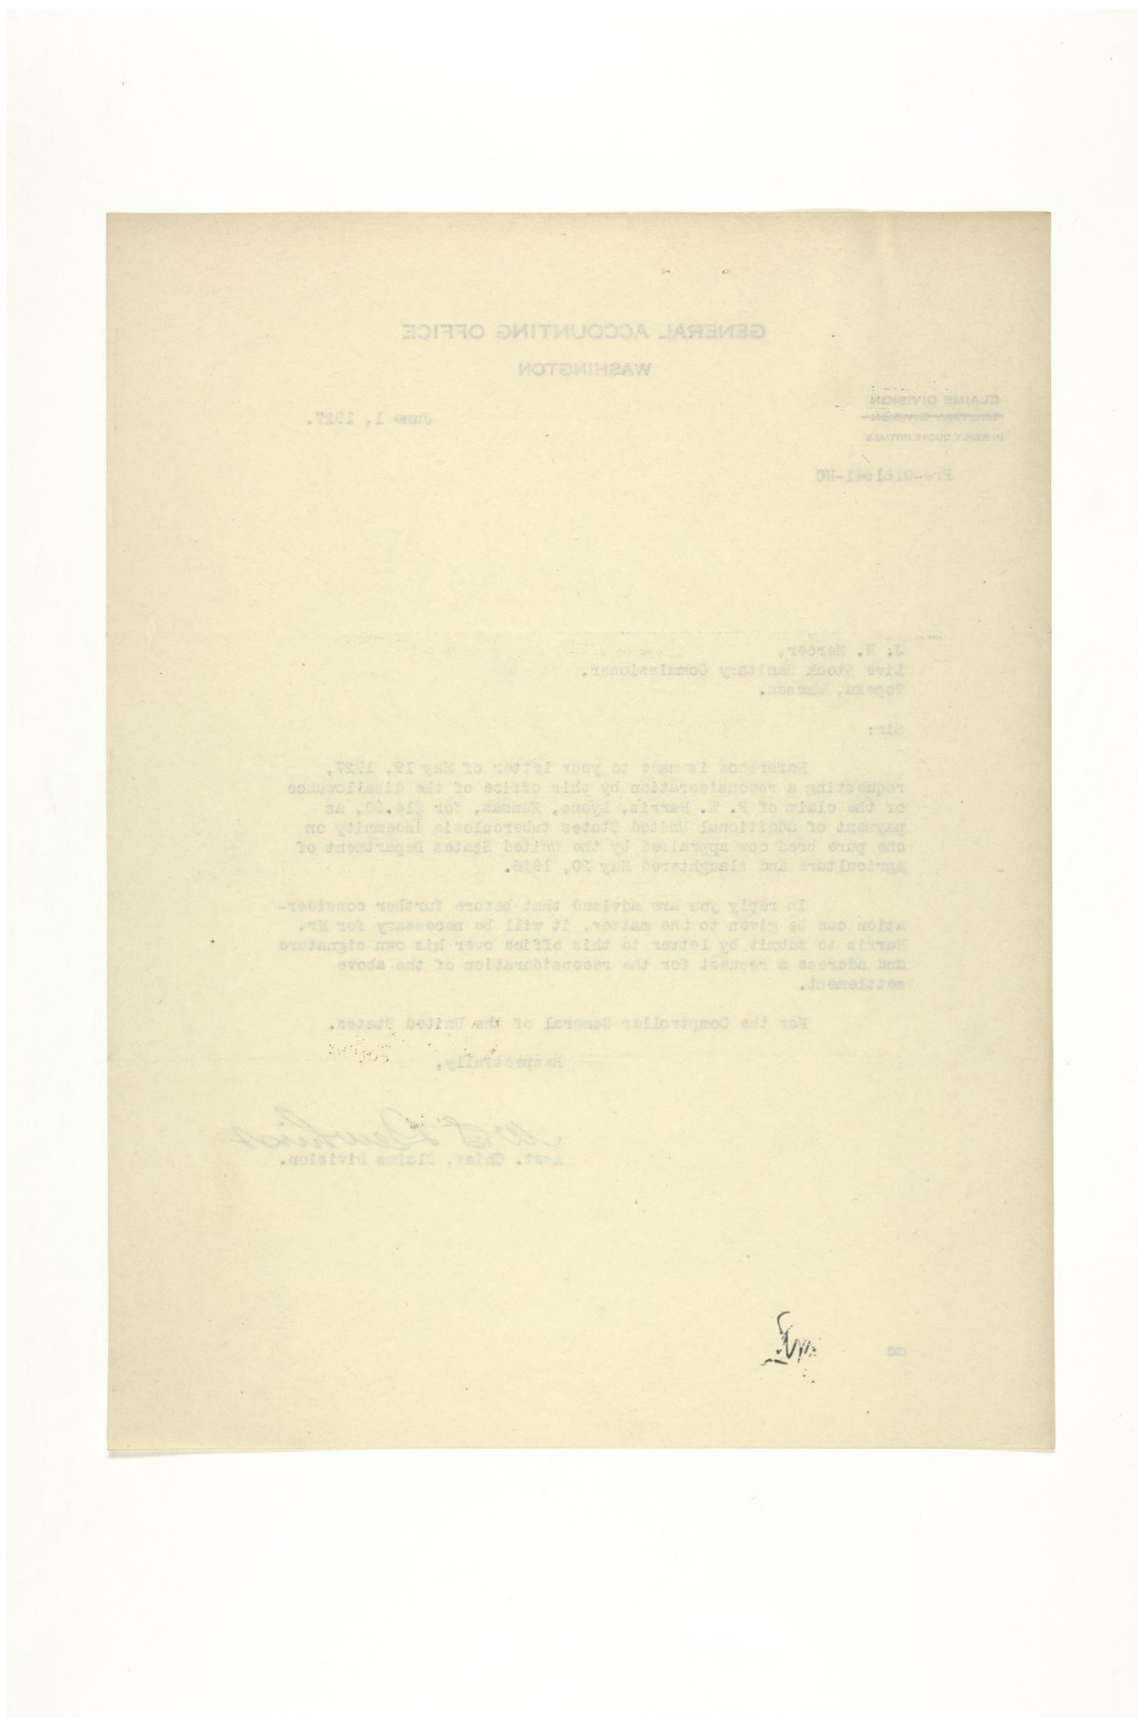 GENERAL ACCOUNTING OFFICE
WASHINGTON
CLAIMS DIVISION
June 1, 1927.
IN REPLY QUOTE INITIALS
J. H. Mercer,
Live Stock Sanitary Commissioner,
Topeka, Kansas.
Sir:
Reference is made to your letter of May 19, 1927,
requesting a reconsideration by this office of the disallowance
of the claim of Harris, Lyons, Kansas, for as
payment of additional United States tuberculosis indemnity on
one pure bred cow appraised by the United States Department of
Agriculture and slaughtered May 20, 1926.
In reply you are advised that before further consider-
ation can be given to the matter, it will be necessary for Mr.
Harris to submit by letter to this office over his own signature
and address a request for the reconsideration of the above
settlement.
For the Comptroller General of the United States.
Respectfully,
Asst. Chief, Claims Division.